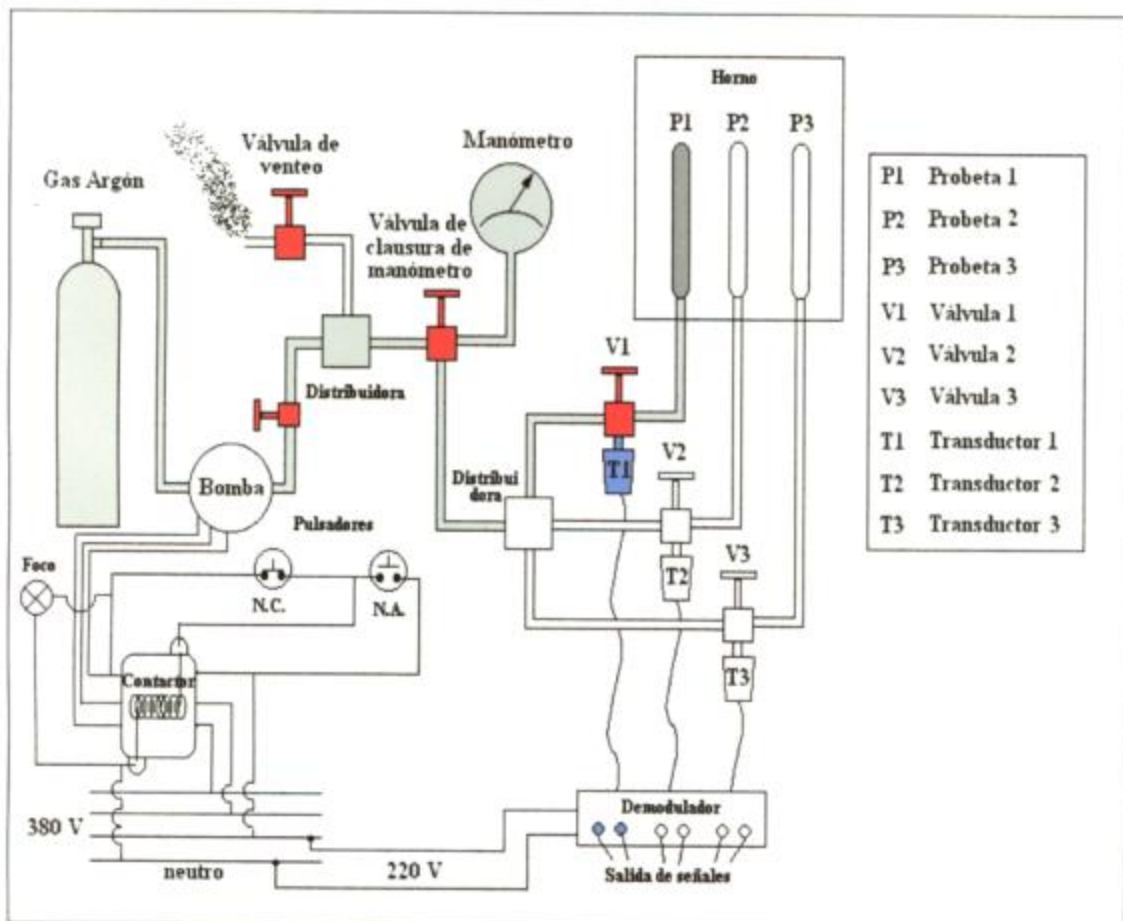 Horno
P1 P2 P3
Válvula de
venteo
Manómetro
Gas Argón
Válvula de
clausura de
manómetro
Distribuidora
V1
T1
V2
Distribui
dora
Bomba
T2
Pulsadores
V3
Foco
N.C. N.A.
T3
Contactor
Demodulador
380 V
neutro
220 V
Salida de señales
P1 Probeta 1
P2 Probeta 2
P3 Probeta 3
V1 Válvula 1
V2 Válvula 2
V3 Válvula 3
T1 Transductor 1
T2 Transductor 2
T3 Transductor 3